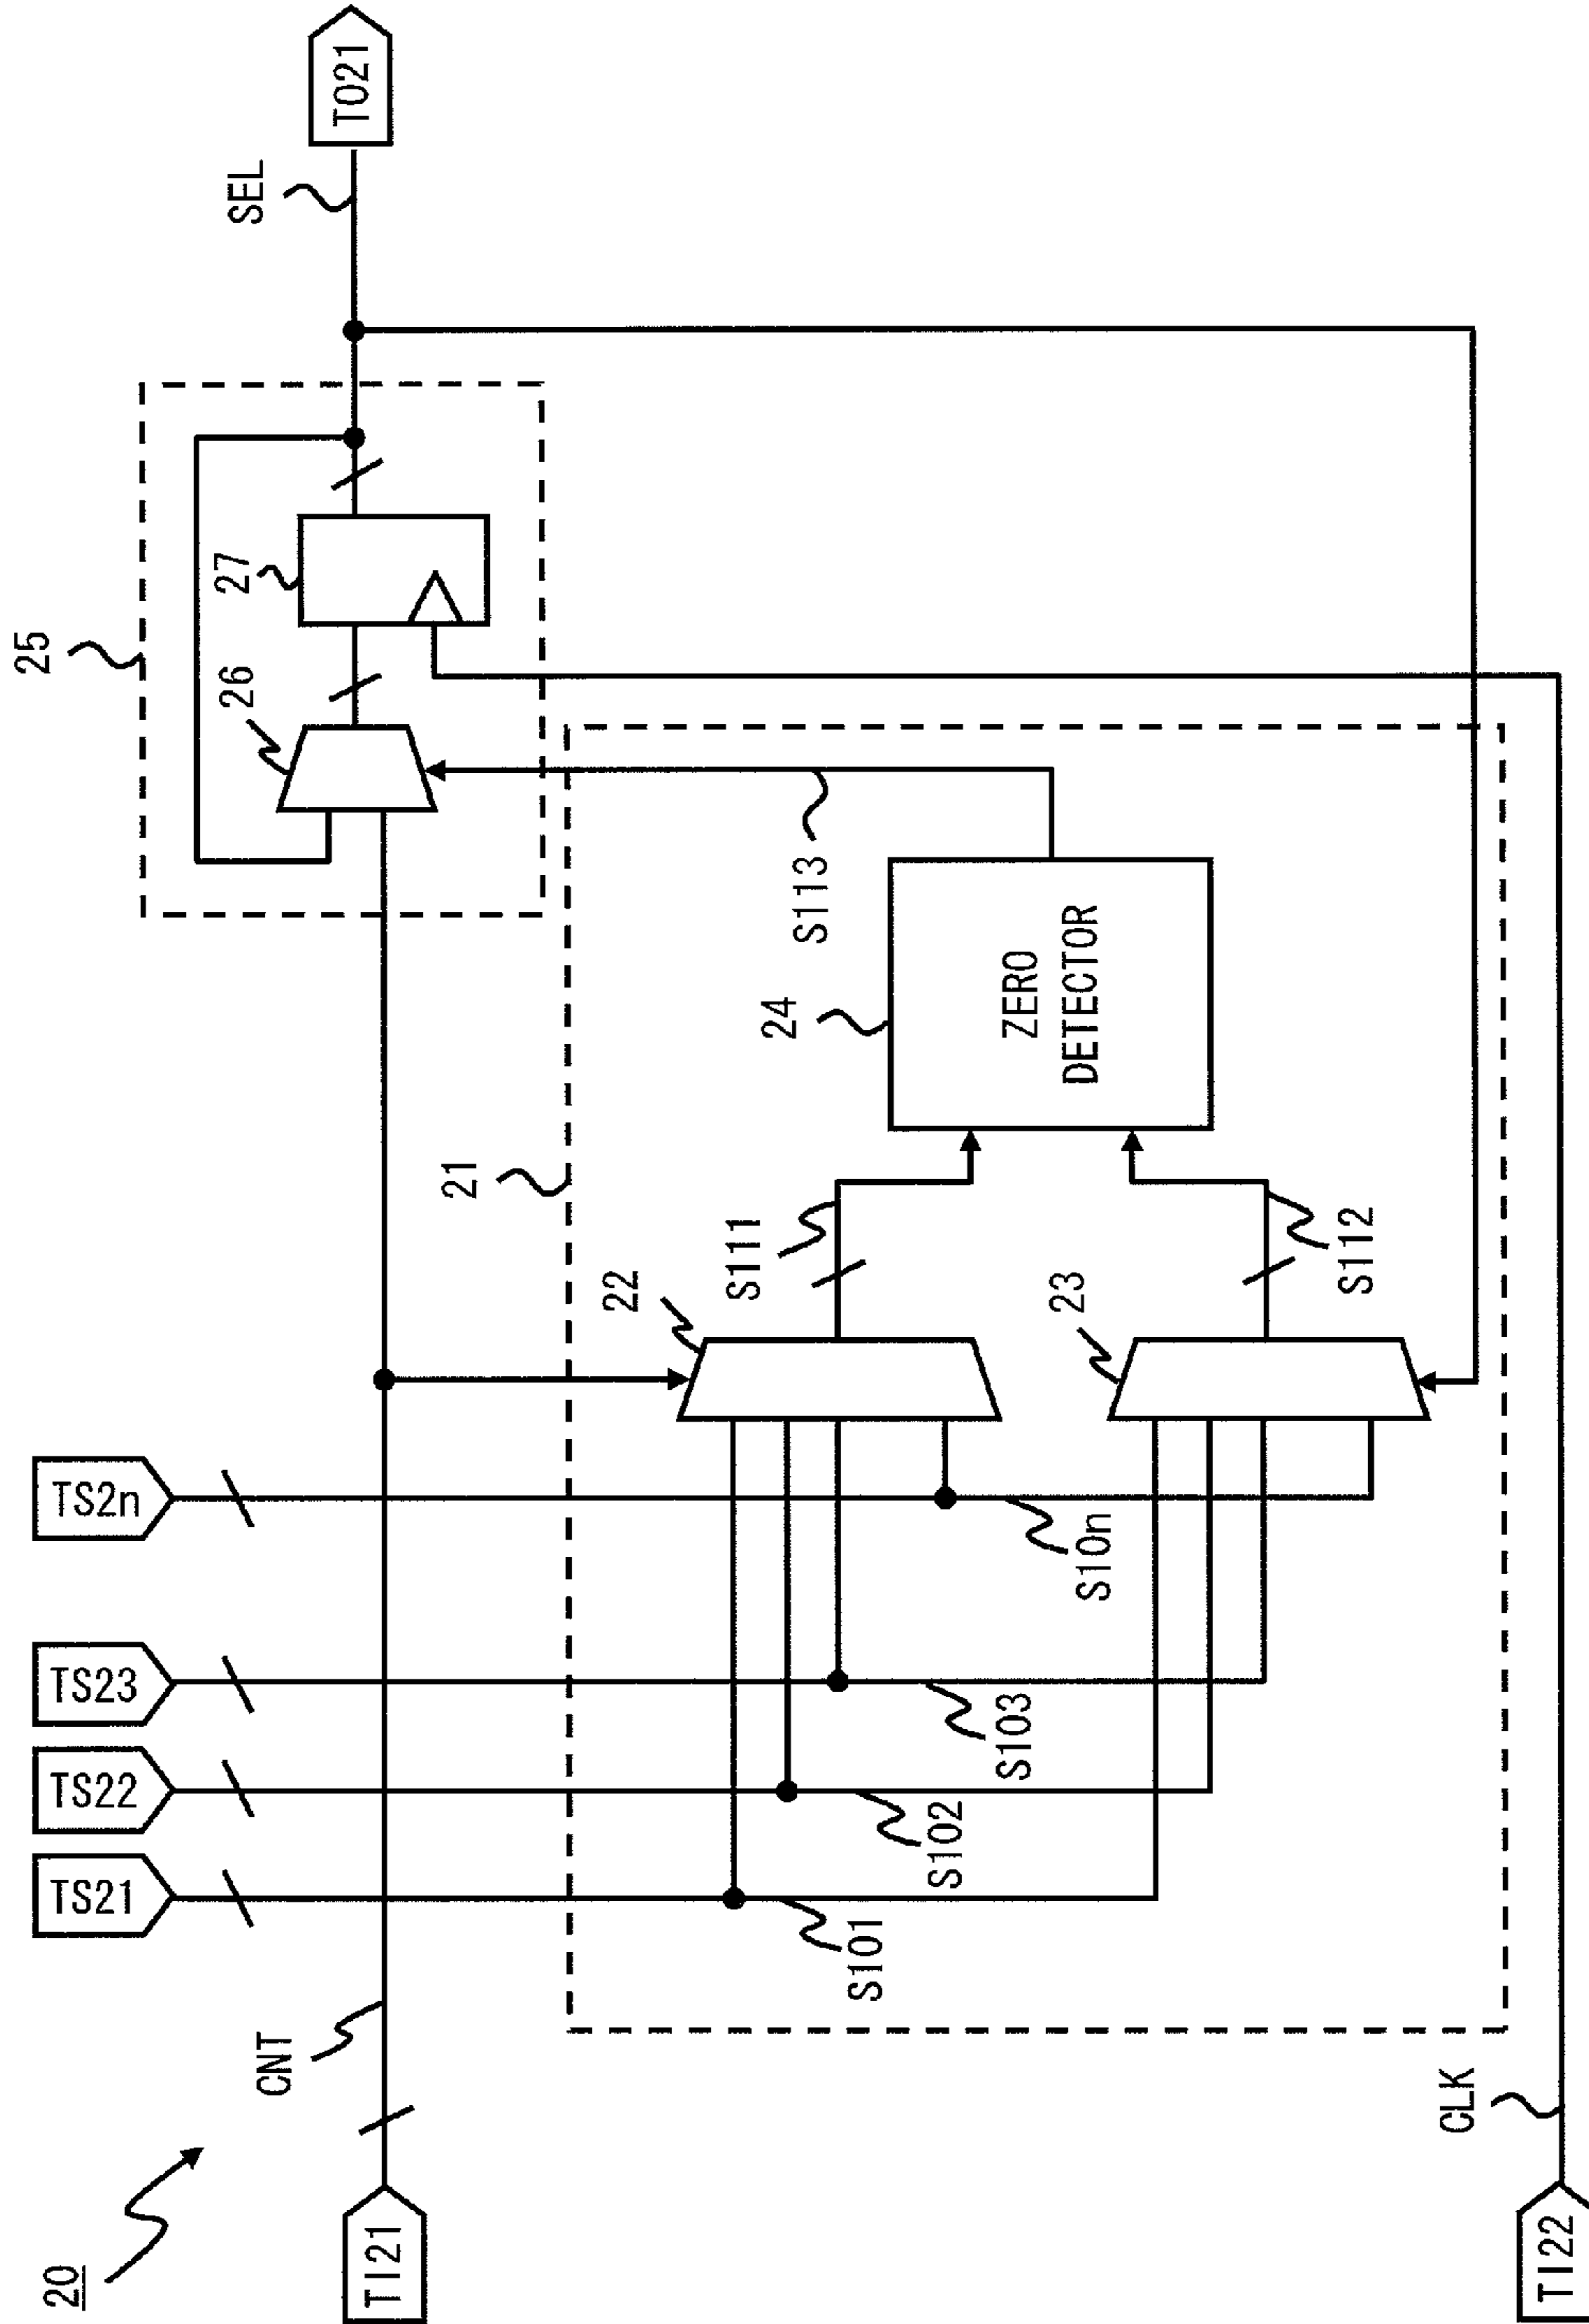 20
TI21
CNT
TS21
TS22
TS23
TS2n
25
26
27
SEL
TO21
21
22
S111
24
ZERO
DETECTOR
S113
S101
S102
S103
S10n
23
S112
CLK
TI22